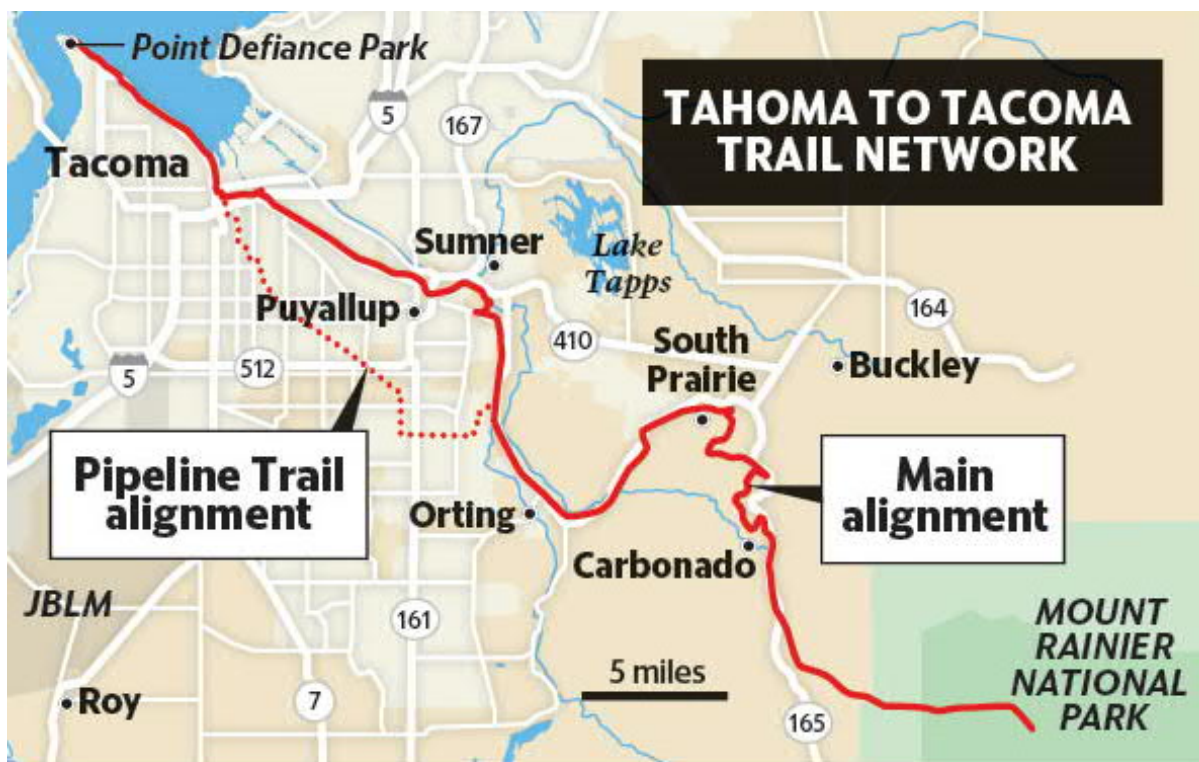 Point Defiance Park
TAHOMA TO TACOMA
TRAIL NETWORK
5
167
Tacoma
Sumner
Lake
Tapps
Puyallup
164
410
South
Prairie
Buckley
5
512
Pipeline Trail
alignment
Main
alignment
Orting
Carbonado
JBLM
161
MOUNT
RAINIER
NATIONAL
PARK
5 miles
Roy
7
165